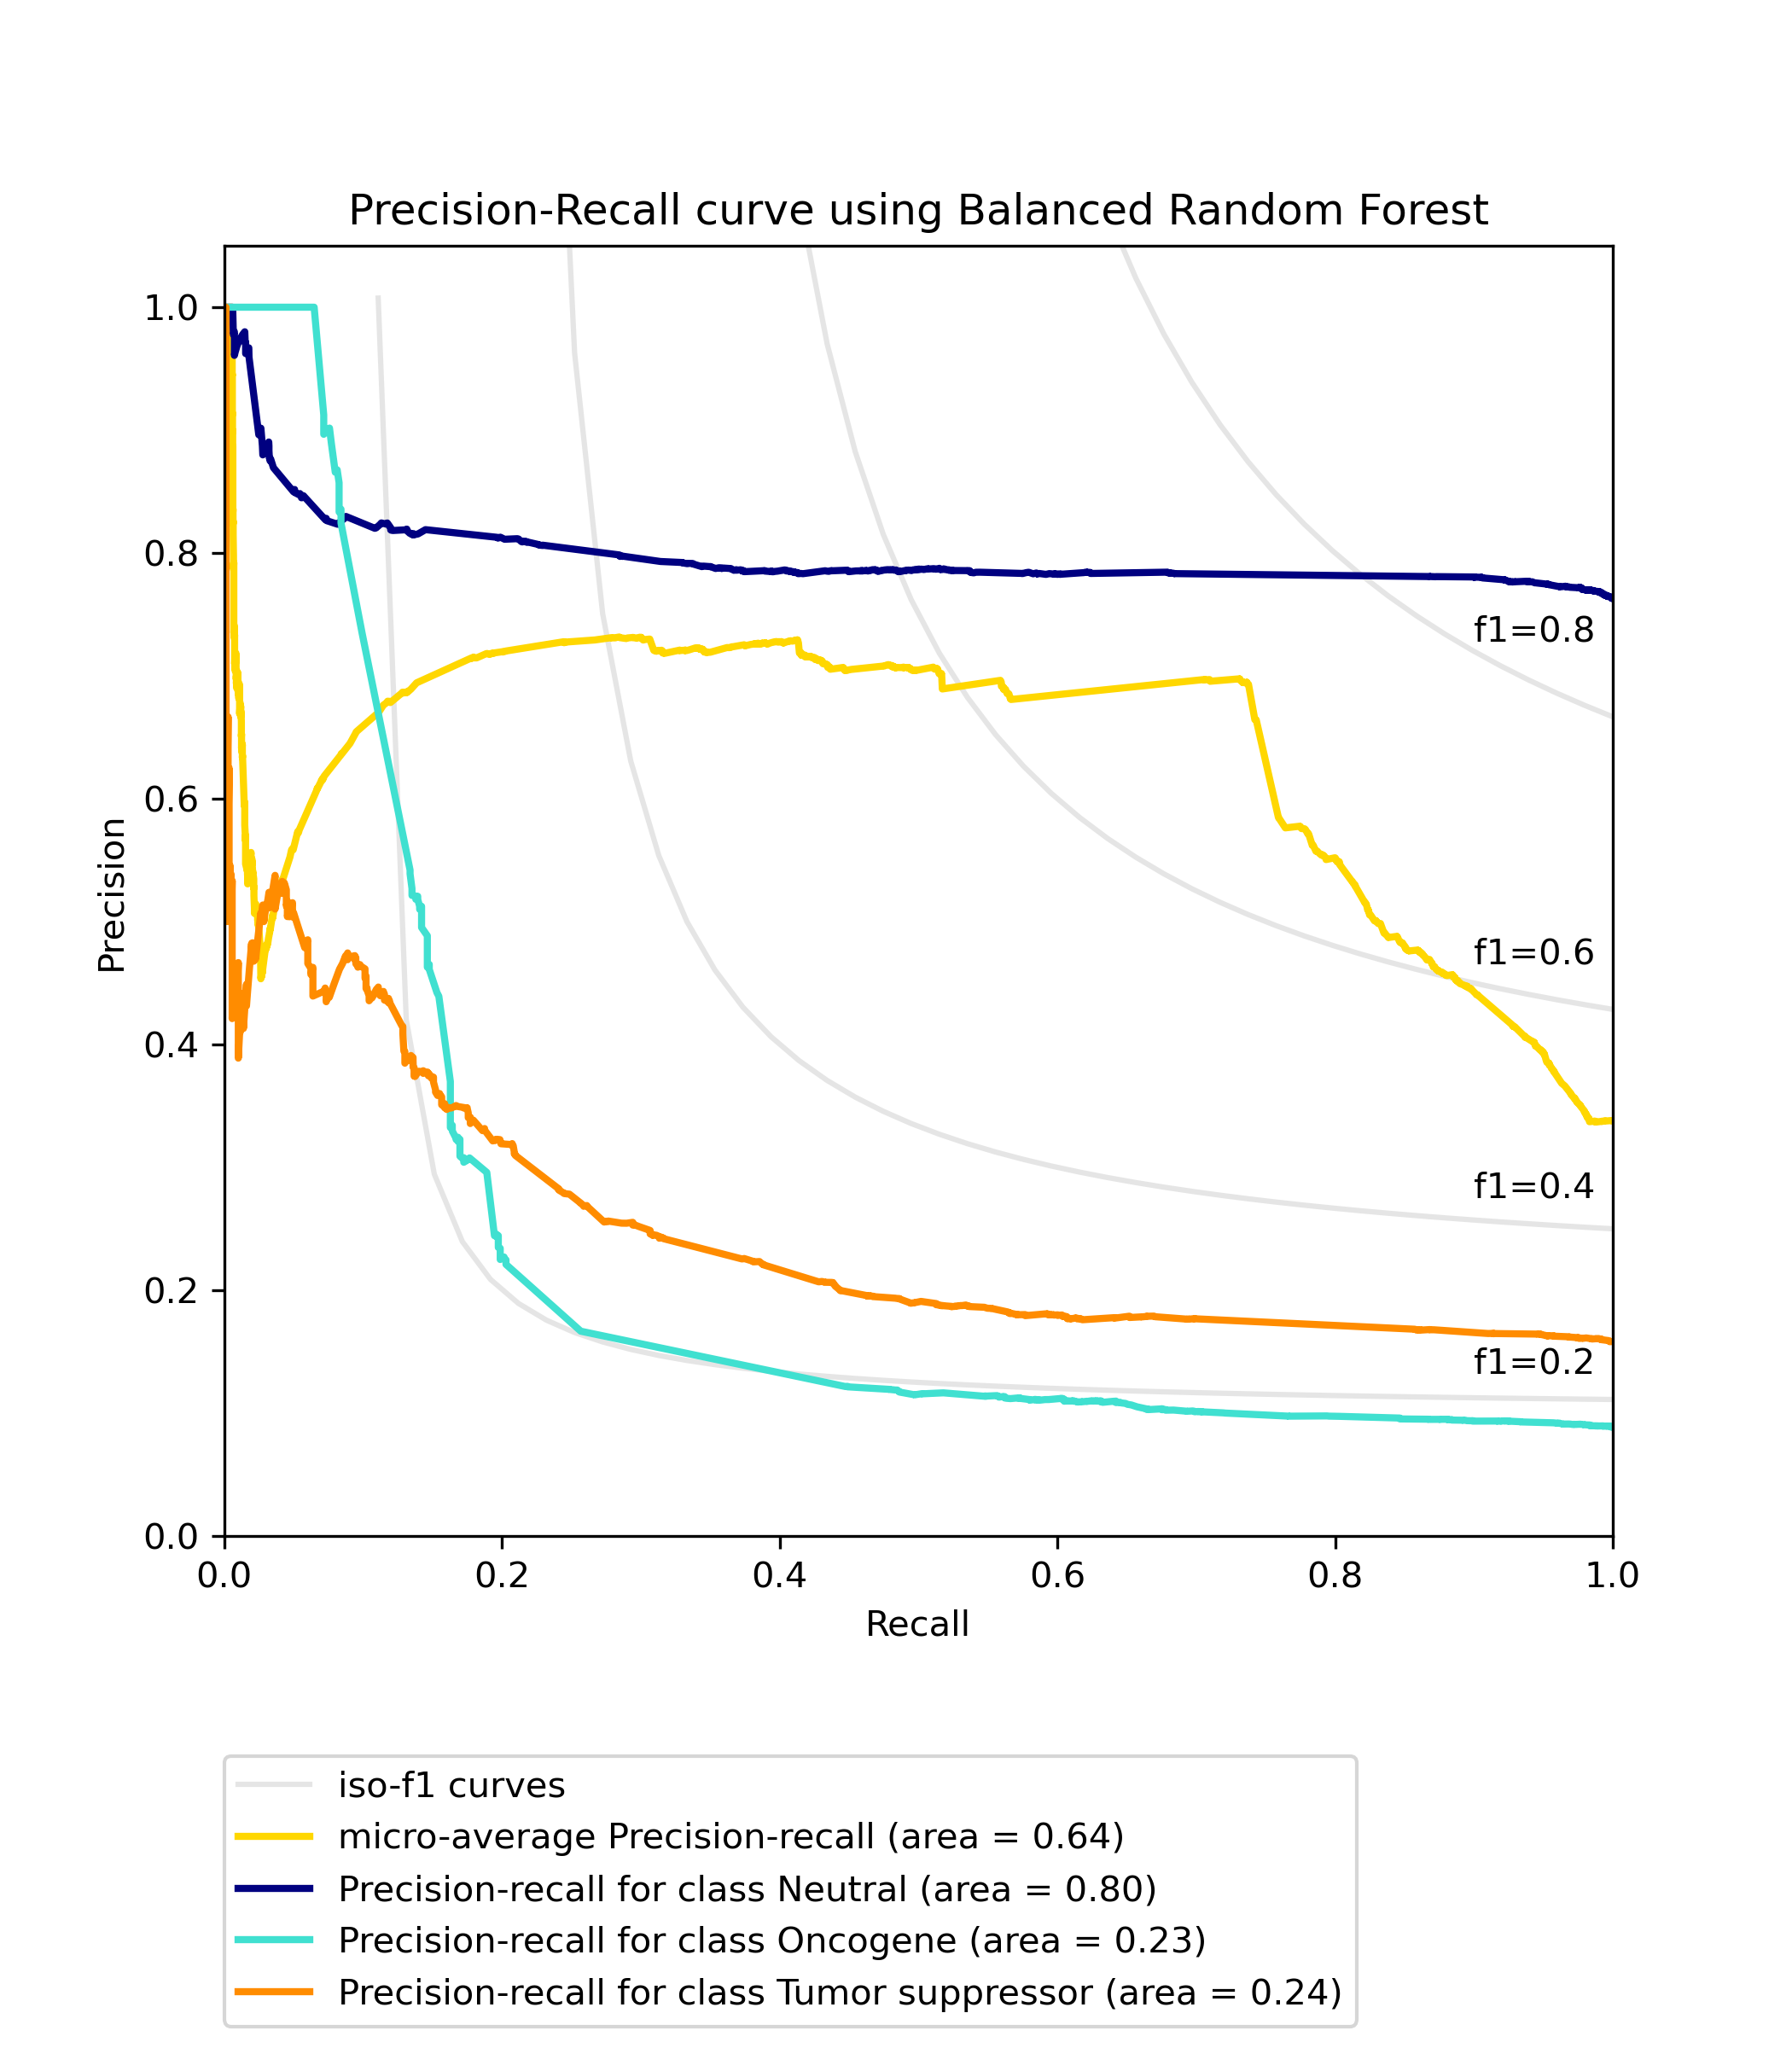 Precision-Recall curve using Balanced Random Forest
1.0
0.8
0.6
0.4
0.2
0.0
Precision
f1=0.8
f1=0.6
f1=0.4
f1=0.2
0.0 0.2 0.4 0.6 0.8 1.0
Recall
iso-f1 curves
micro-average Precision-recall (area = 0.64)
Precision-recall for class Neutral (area = 0.80)
Precision-recall for class Oncogene (area = 0.23)
Precision-recall for class Tumor suppressor (area = 0.24)